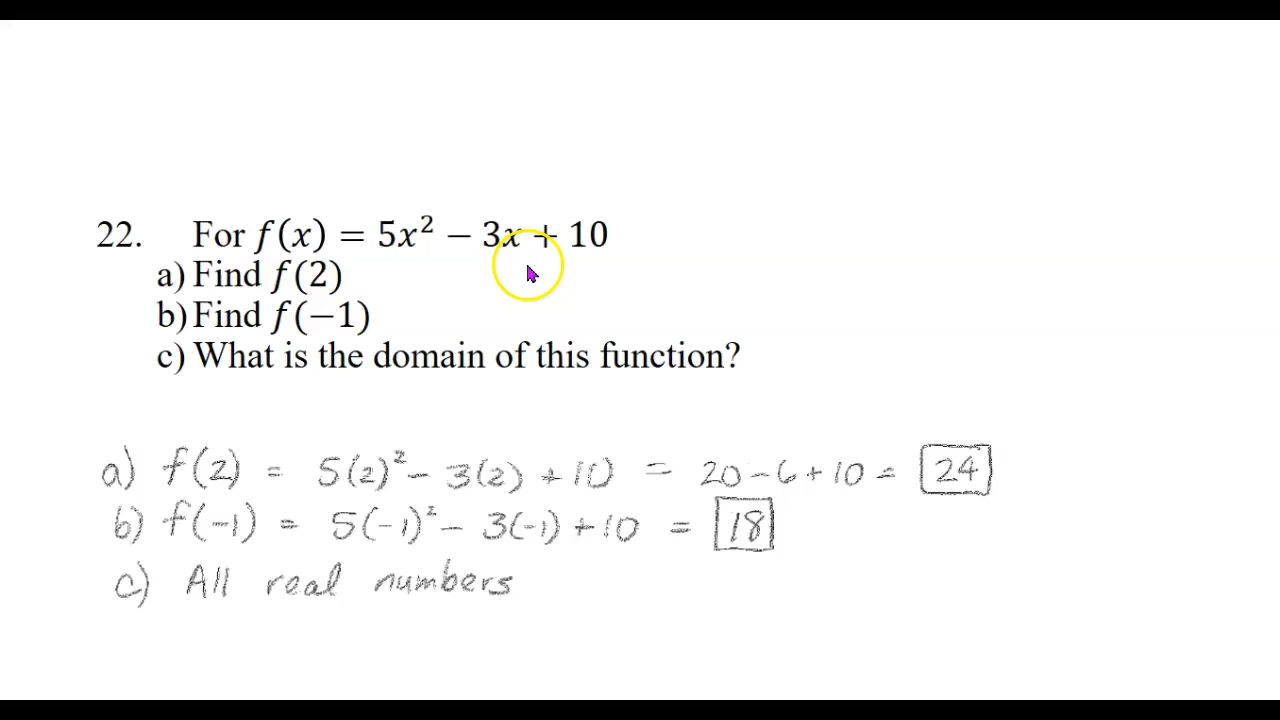 22. For f(x) = 5x² − 3x + 10
a) Find f(2)
b) Find f(−1)
c) What is the domain of this function?
a) f(2) = 5(2)² − 3(2) + 10 = 20 − 6 + 10 = 24
b) f(−1) = 5(−1)² − 3(−1) + 10 = 18
c) All real numbers